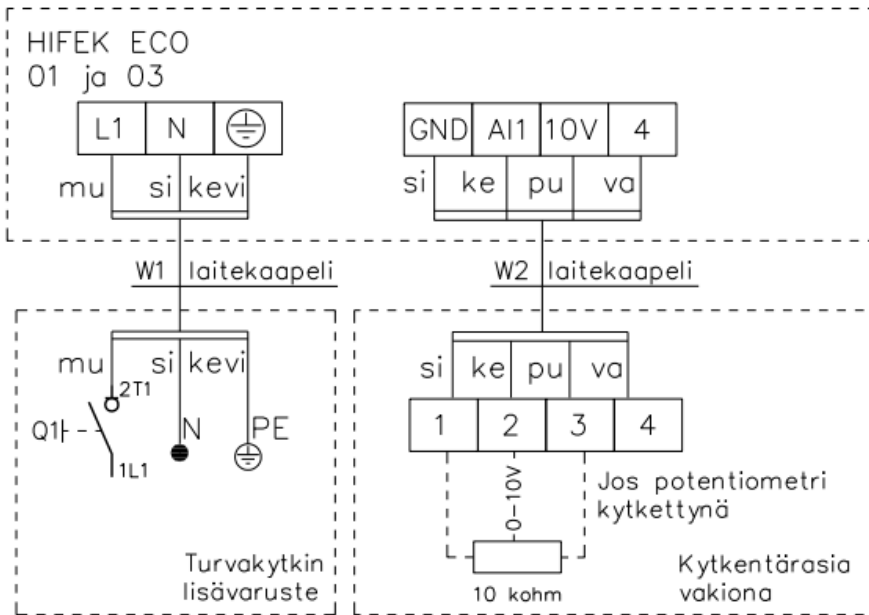 HIFEK ECO
01 ja 03
L1 N
GND AI1 10V 4
mu si kevi
si ke pu va
W1 laitekaapeli
W2 laitekaapeli
mu si kevi
2T1
Q1
N
PE
1L1
Turvakytkin
lisävaruste
si ke pu va
1 2 3 4
0-10V
Jos potentiometri
kytkettynä
10 kohm
Kytkentärasia
vakiona